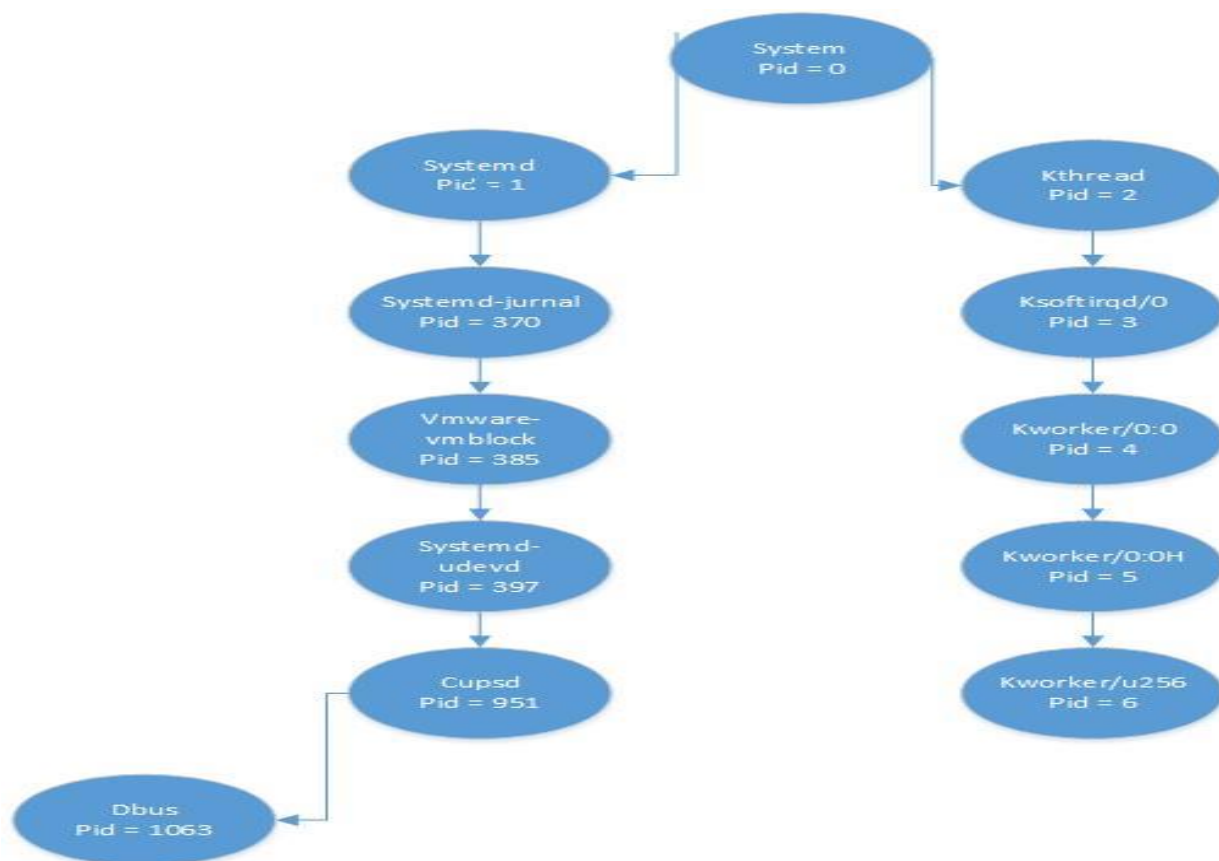 System
Pid = 0
Systemd
Pid = 1
Kthread
Pid = 2
Systemd-jurnal
Pid = 370
Ksoftirqd/0
Pid = 3
Vmware-
vmblock
Pid = 385
Kworker/0:0
Pid = 4
Systemd-
udevd
Pid = 397
Kworker/0:0H
Pid = 5
Cupsd
Pid = 951
Kworker/u256
Pid = 6
Dbus
Pid = 1063